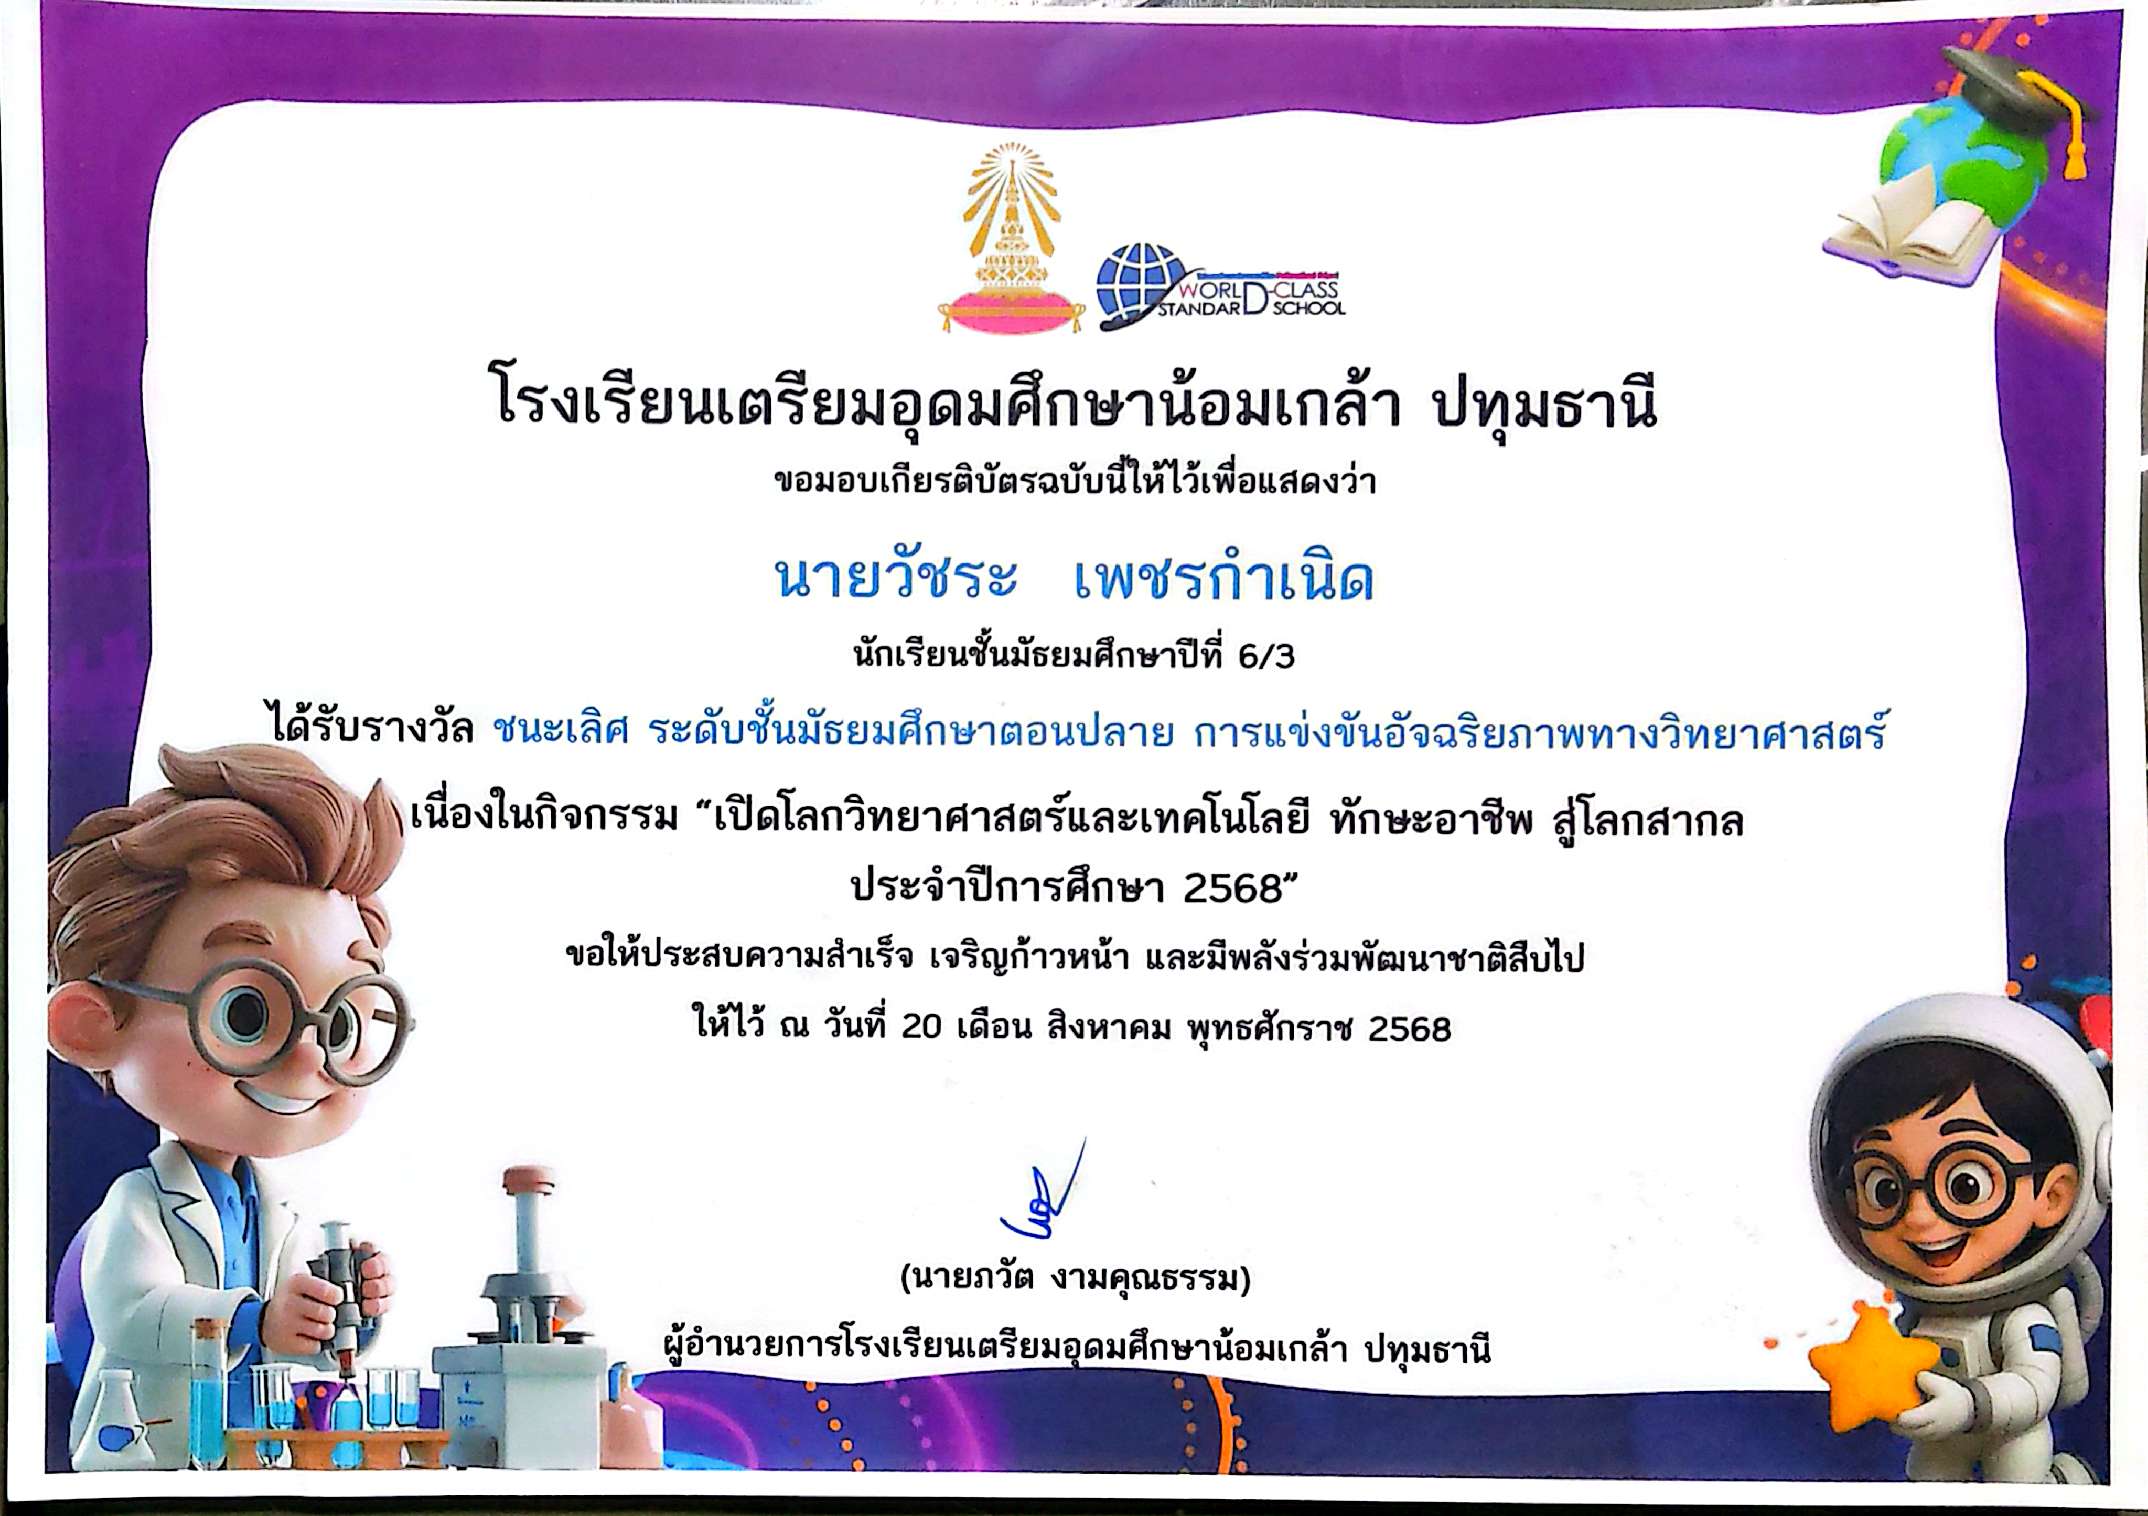 WORLD-CLASS
STANDARD SCHOOL
โรงเรียนเตรียมอุดมศึกษาน้อมเกล้า ปทุมธานี
ขอมอบเกียรติบัตรฉบับนี้ให้ไว้เพื่อแสดงว่า
นายวัชระ เพชรกำเนิด
นักเรียนชั้นมัธยมศึกษาปีที่ 6/3
ได้รับรางวัล ชนะเลิศ ระดับชั้นมัธยมศึกษาตอนปลาย การแข่งขันอัจฉริยภาพทางวิทยาศาสตร์
เนื่องในกิจกรรม “เปิดโลกวิทยาศาสตร์และเทคโนโลยี ทักษะอาชีพ สู่โลกสากล
ประจำปีการศึกษา 2568”
ขอให้ประสบความสำเร็จ เจริญก้าวหน้า และมีพลังร่วมพัฒนาชาติสืบไป
ให้ไว้ ณ วันที่ 20 เดือน สิงหาคม พุทธศักราช 2568
(นายภวัต งามคุณธรรม)
ผู้อำนวยการโรงเรียนเตรียมอุดมศึกษาน้อมเกล้า ปทุมธานี